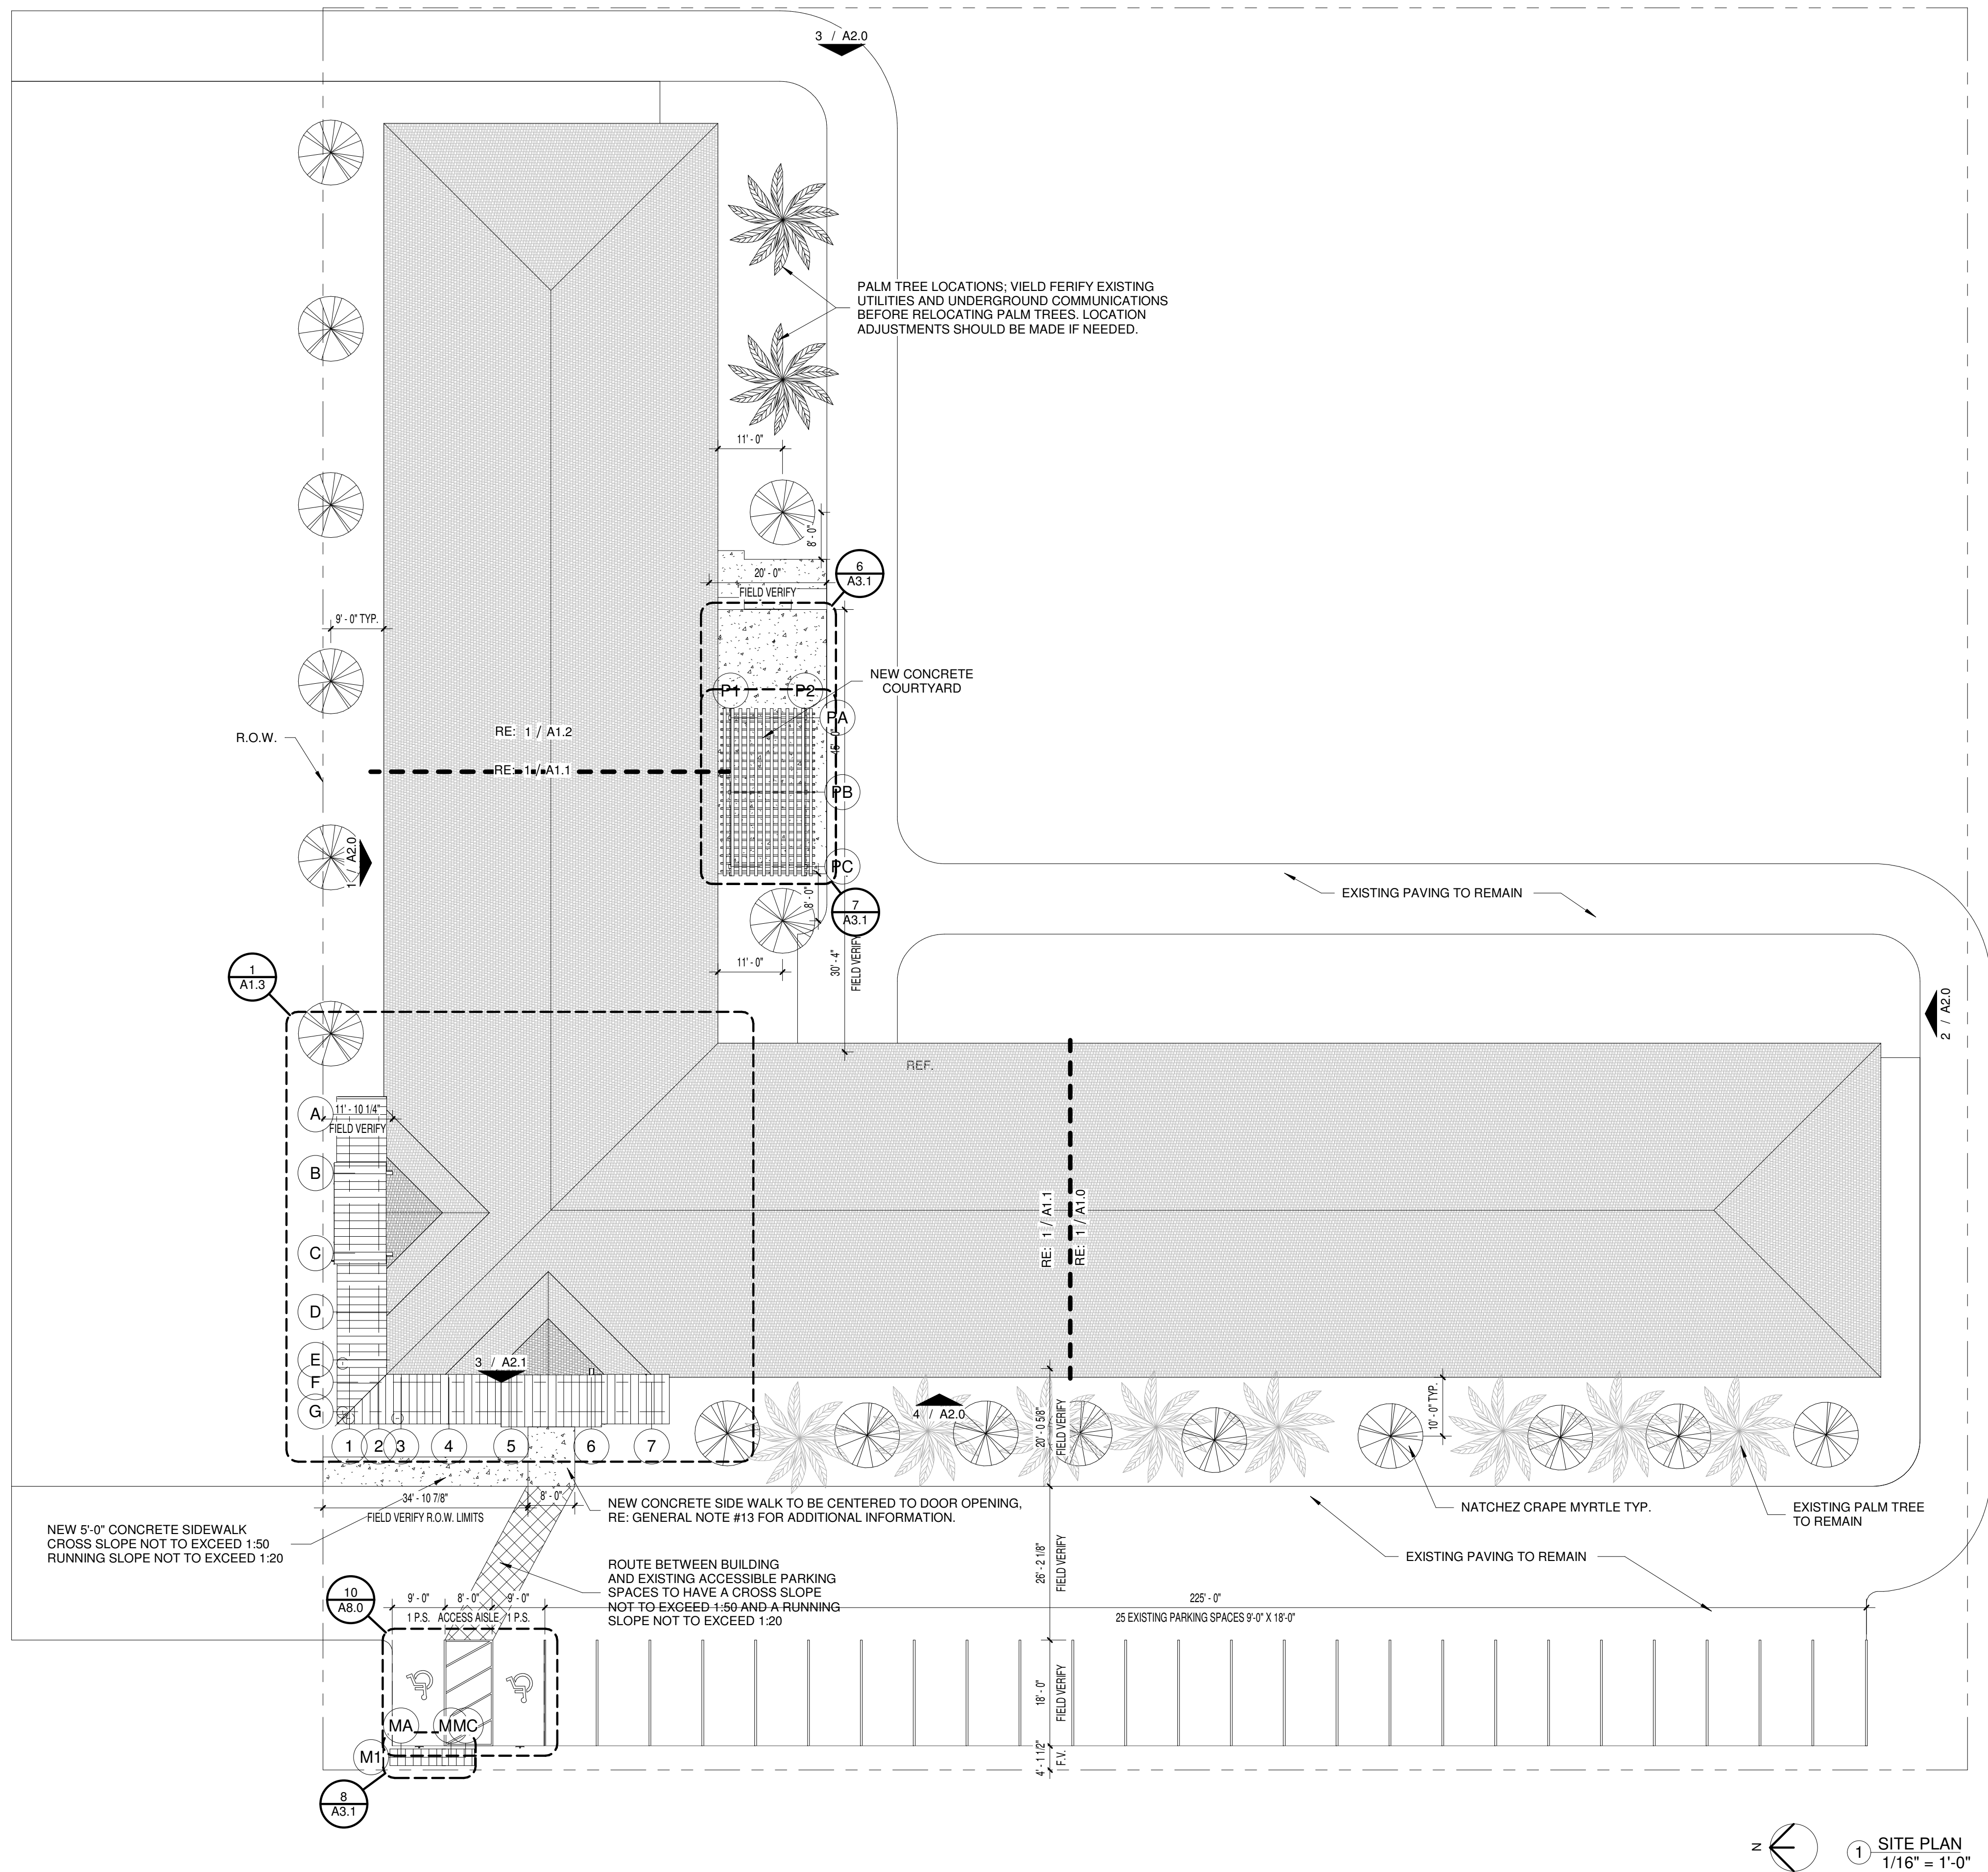 3 / A2.0
PALM TREE LOCATIONS; VIELD FERIFY EXISTING
UTILITIES AND UNDERGROUND COMMUNICATIONS
BEFORE RELOCATING PALM TREES. LOCATION
ADJUSTMENTS SHOULD BE MADE IF NEEDED.
11' - 0"
8' - 0"
6
A3.1
20' - 0"
FIELD VERIFY
9' - 0" TYP.
NEW CONCRETE
COURTYARD
P1
P2
PA
45' - 0"
PB
PC
RE: 1 / A1.2
RE: 1 / A1.1
R.O.W.
1 / A2.0
8' - 0"
7
A3.1
EXISTING PAVING TO REMAIN
11' - 0"
30' - 4"
FIELD VERIFY
1
A1.3
2 / A2.0
REF.
A
11' - 10 1/4"
FIELD VERIFY
B
C
D
E
F
G
RE: 1 / A1.1
RE: 1 / A1.0
3 / A2.1
4 / A2.0
20' - 0 5/8"
FIELD VERIFY
10' - 0" TYP.
1
2
3
4
5
6
7
34' - 10 7/8"
FIELD VERIFY R.O.W. LIMITS
8' - 0"
NEW CONCRETE SIDE WALK TO BE CENTERED TO DOOR OPENING,
RE: GENERAL NOTE #13 FOR ADDITIONAL INFORMATION.
NATCHEZ CRAPE MYRTLE TYP.
EXISTING PALM TREE
TO REMAIN
NEW 5'-0" CONCRETE SIDEWALK
CROSS SLOPE NOT TO EXCEED 1:50
RUNNING SLOPE NOT TO EXCEED 1:20
ROUTE BETWEEN BUILDING
AND EXISTING ACCESSIBLE PARKING
SPACES TO HAVE A CROSS SLOPE
NOT TO EXCEED 1:50 AND A RUNNING
SLOPE NOT TO EXCEED 1:20
26' - 2 1/8"
FIELD VERIFY
EXISTING PAVING TO REMAIN
10
A8.0
9' - 0"
1 P.S.
8' - 0"
ACCESS AISLE
9' - 0"
1 P.S.
225' - 0"
25 EXISTING PARKING SPACES 9'-0" X 18'-0"
18' - 0"
FIELD VERIFY
MA
M
MC
M1
4' - 1 1/2"
F.V.
8
A3.1
N
1
SITE PLAN
1/16" = 1'-0"